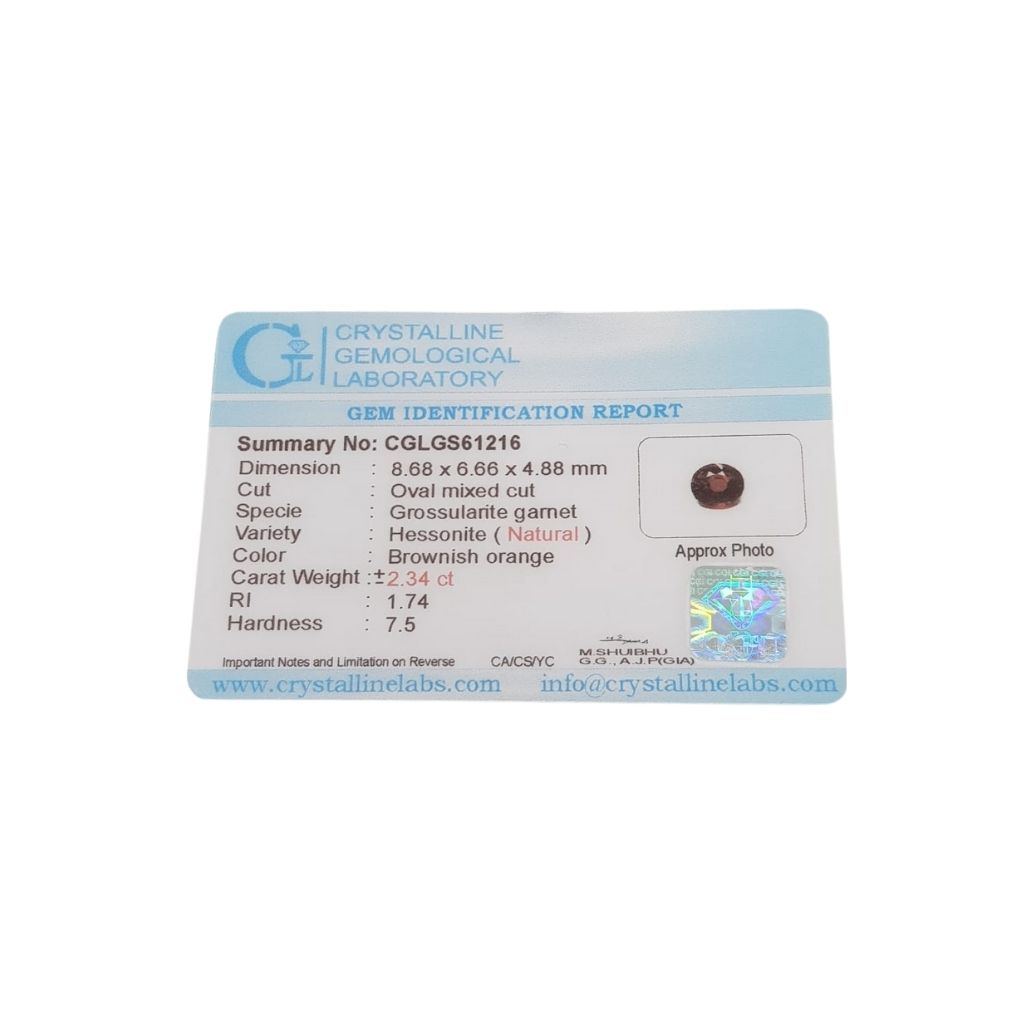 CRYSTALLINE
GEMOLOGICAL
LABORATORY
GEM IDENTIFICATION REPORT
Summary No: CGLGS61216
Dimension : 8.68 x 6.66 x 4.88 mm
Cut : Oval mixed cut
Specie : Grossularite garnet
Variety : Hessonite ( Natural )
Color : Brownish orange
Carat Weight :± 2.34 ct
RI : 1.74
Hardness : 7.5
Approx Photo
Important Notes and Limitation on Reverse CA/CS/YC
M.SHUIBHU
G.G., A.J.P(GIA)
www.crystallinelabs.com info@crystallinelabs.com